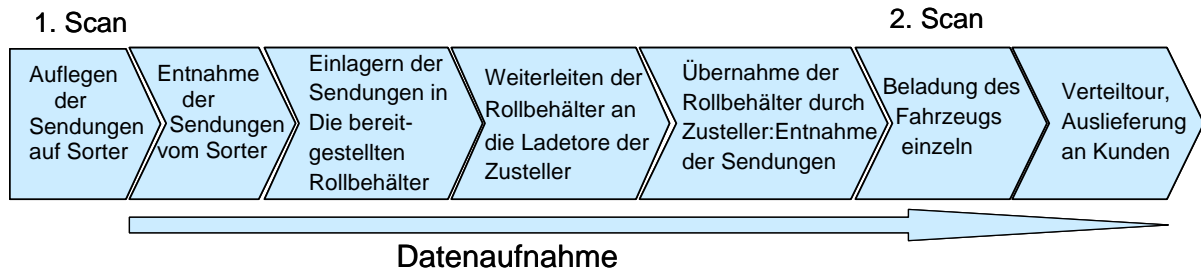 1. Scan
2. Scan
Auflegen
der
Sendungen
auf Sorter
Entnahme
der
Sendungen
vom Sorter
Einlagern der
Sendungen in
Die bereit-
gestellten
Rollbehälter
Weiterleiten der
Rollbehälter an
die Ladetore der
Zusteller
Übernahme der
Rollbehälter durch
Zusteller:Entnahme
der Sendungen
Beladung des
Fahrzeugs
einzeln
Verteiltour,
Auslieferung
an Kunden
Datenaufnahme